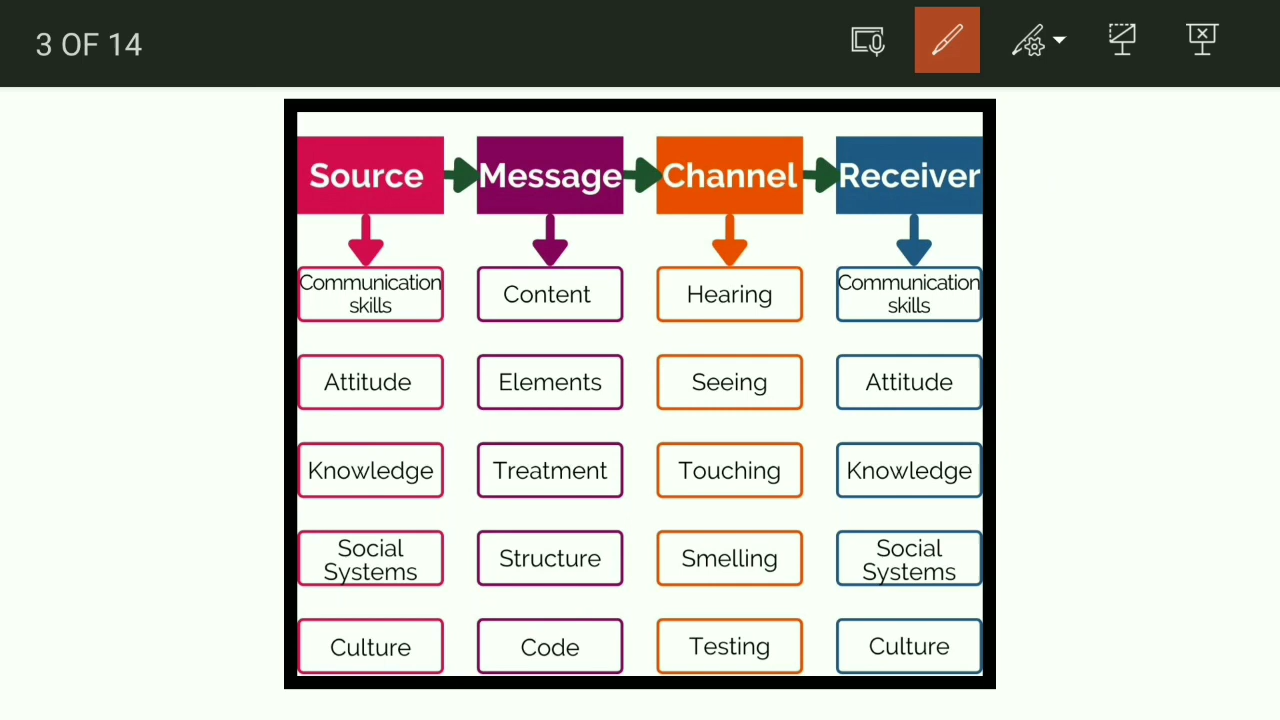 3 OF 14
Source Message Channel Receiver
Communication skills Content Hearing Communication skills
Attitude Elements Seeing Attitude
Knowledge Treatment Touching Knowledge
Social Systems Structure Smelling Social Systems
Culture Code Testing Culture